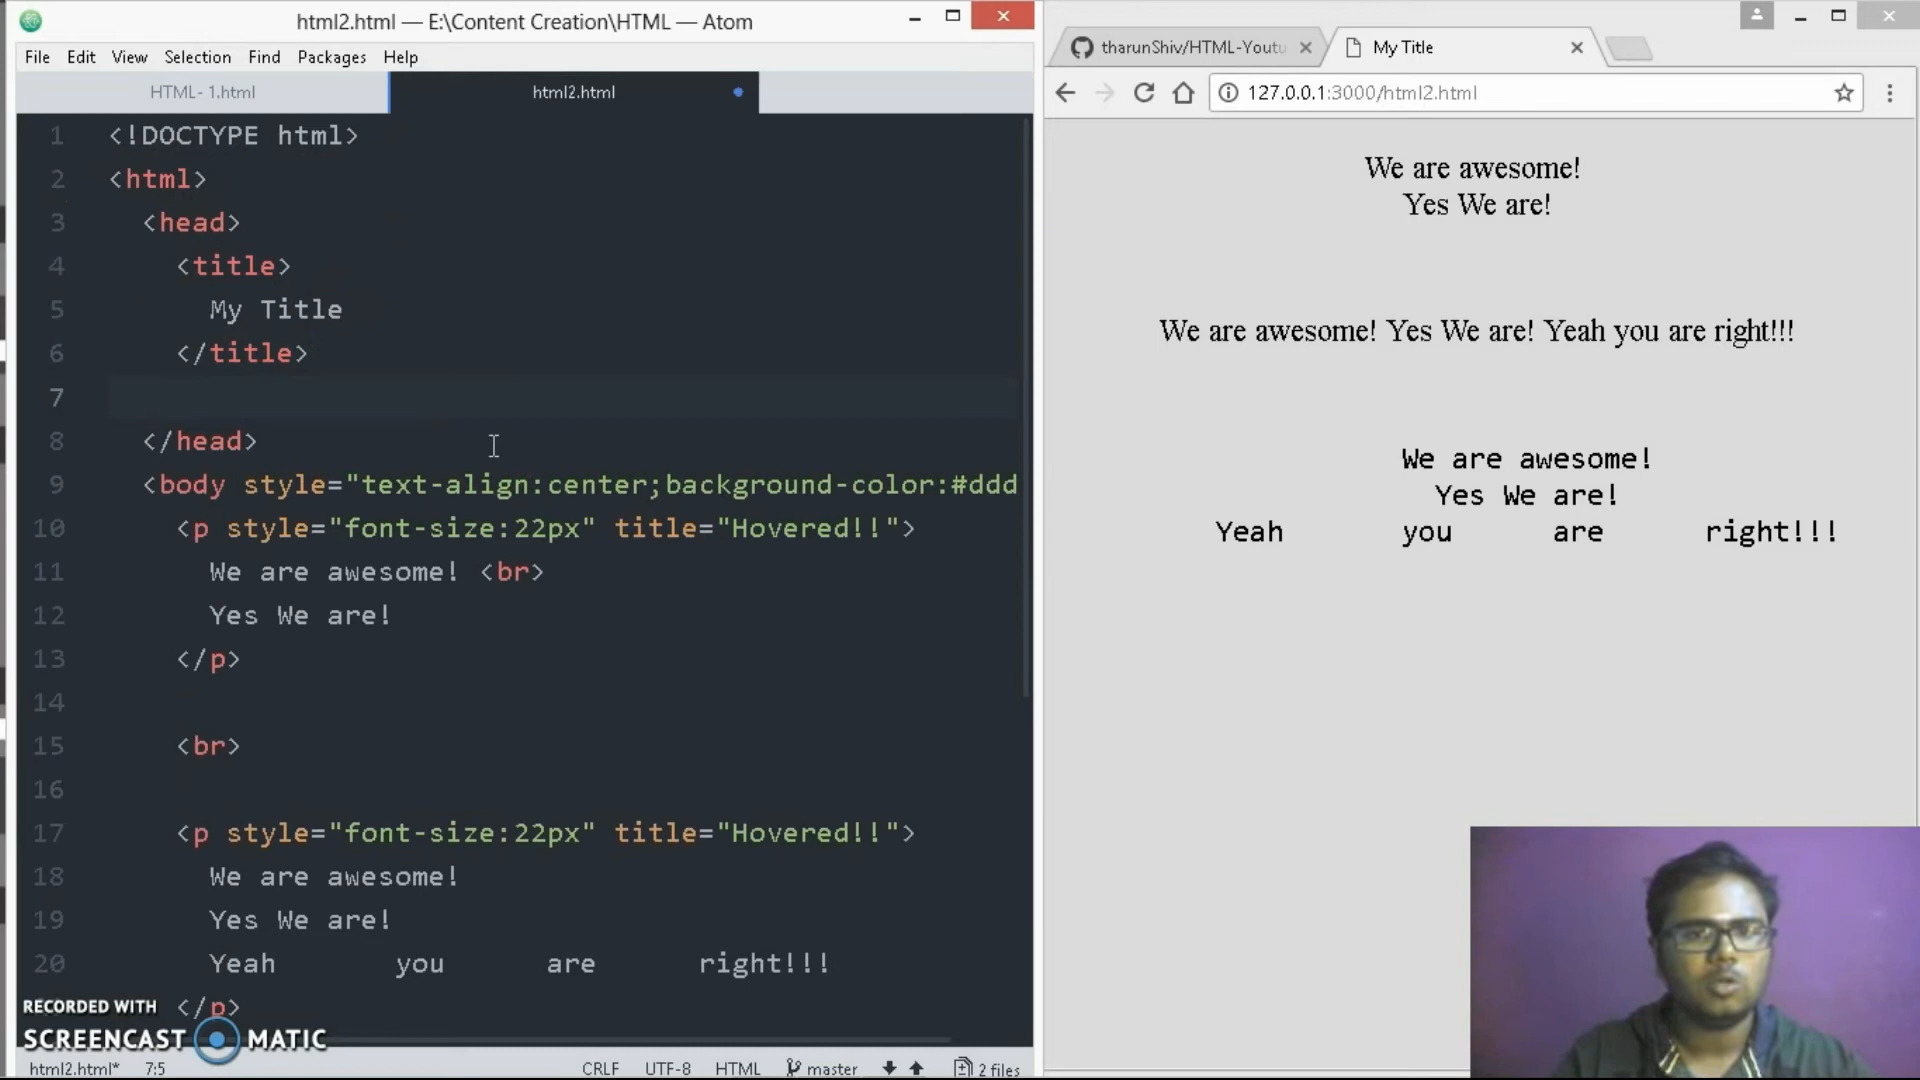 html2.html — E:\Content Creation\HTML — Atom
File Edit View Selection Find Packages Help
HTML- 1.html
html2.html
1 <!DOCTYPE html>
2 <html>
3 <head>
4 <title>
5 My Title
6 </title>
7
8 </head>
9 <body style="text-align:center;background-color:#ddd
10 <p style="font-size:22px" title="Hovered!!">
11 We are awesome! <br>
12 Yes We are!
13 </p>
14
15 <br>
16
17 <p style="font-size:22px" title="Hovered!!">
18 We are awesome!
19 Yes We are!
20 Yeah you are right!!!
</p>
RECORDED WITH
SCREENCAST MATIC
html2.html* 7:5 CRLF UTF-8 HTML master 2 files
tharunShiv/HTML-Youtu
My Title
127.0.0.1:3000/html2.html
We are awesome!
Yes We are!
We are awesome! Yes We are! Yeah you are right!!!
We are awesome!
Yes We are!
Yeah you are right!!!